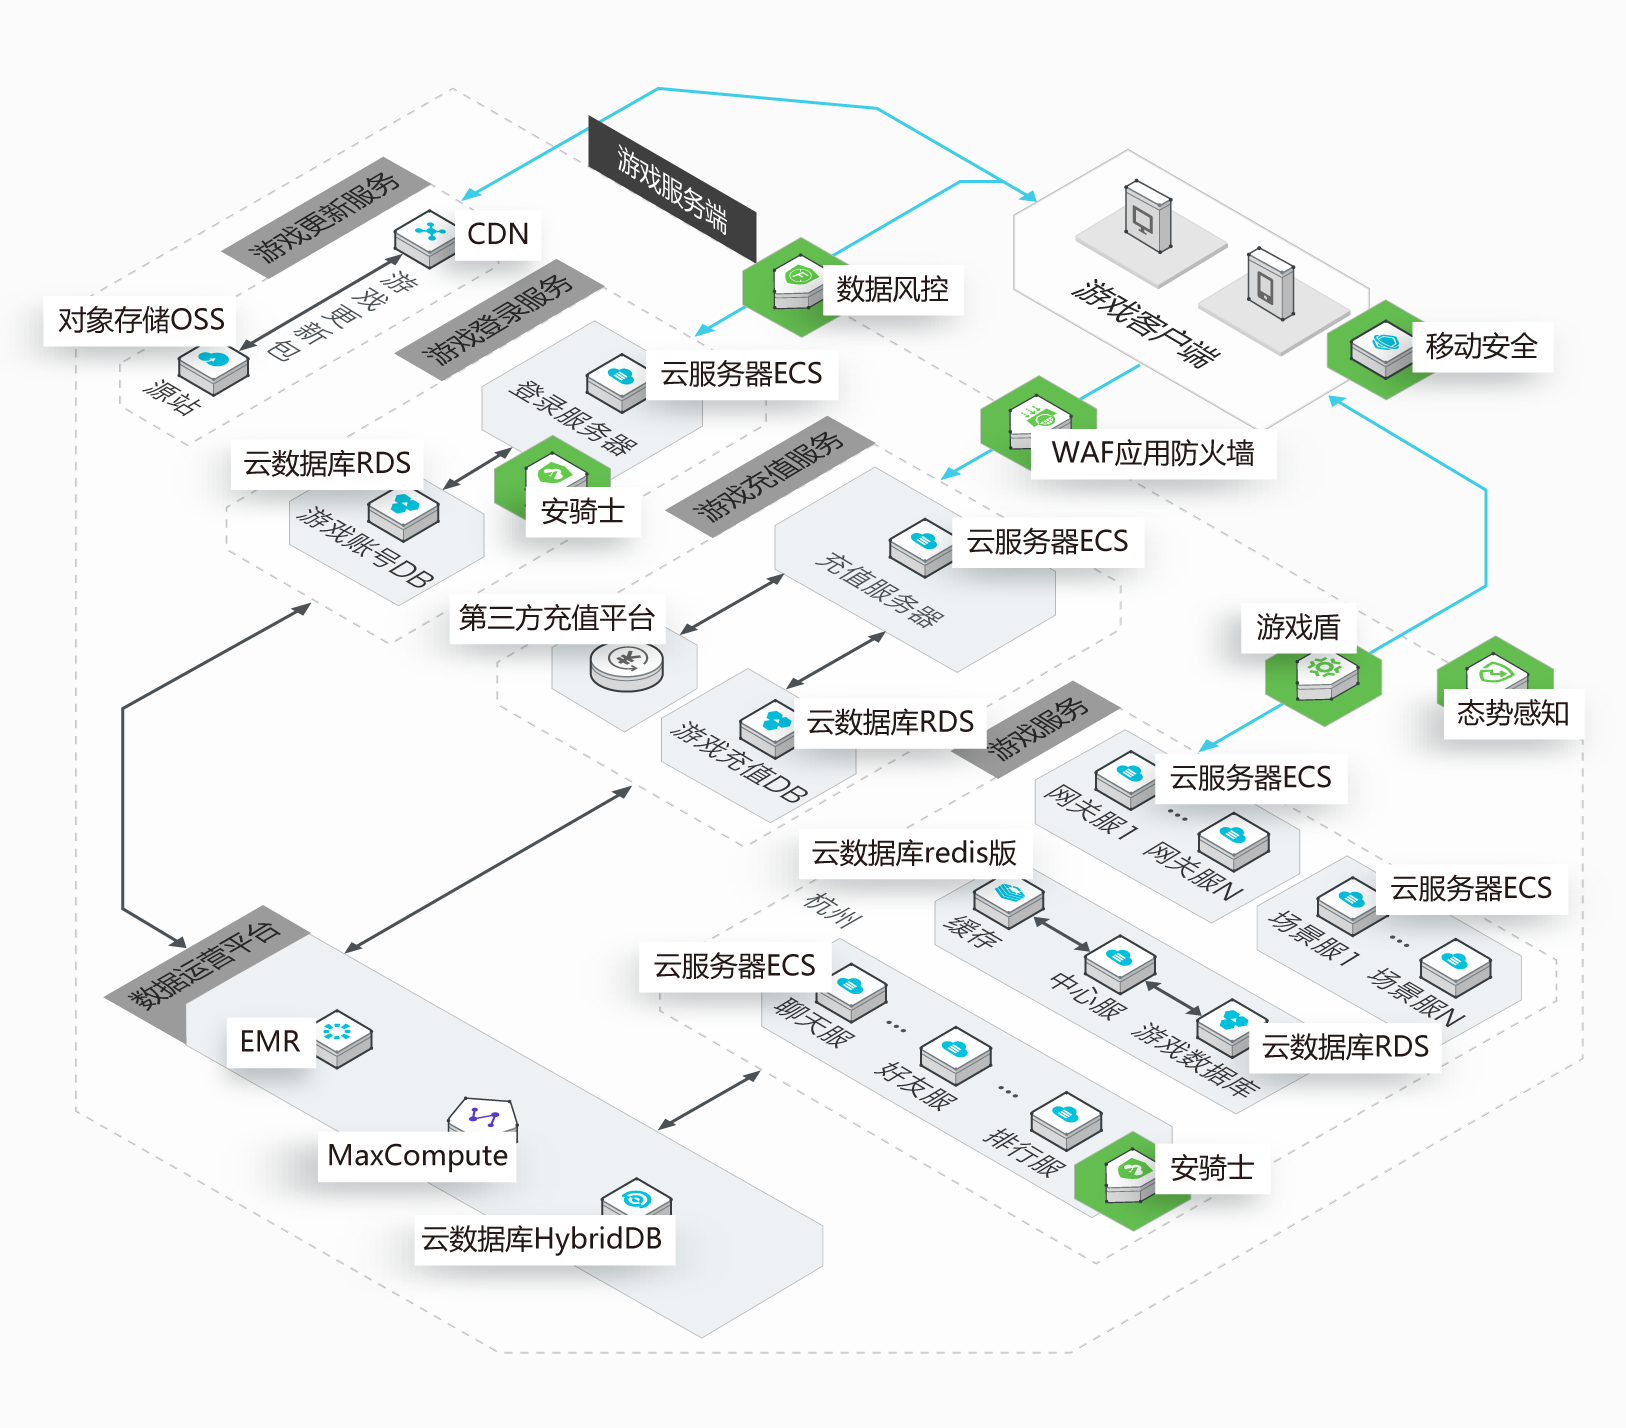 游戏服务端
游戏更新服务
CDN
对象存储OSS
游戏更新包
源站
游戏登录服务
数据风控
游戏客户端
移动安全
云服务器ECS
登录服务器
云数据库RDS
安骑士
游戏账号DB
WAF应用防火墙
游戏充值服务
云服务器ECS
充值服务器
第三方充值平台
云数据库RDS
游戏充值DB
游戏盾
态势感知
游戏服务
云服务器ECS
网关服1
...
网关服N
云数据库redis版
杭州
缓存
中心服
游戏数据库
云数据库RDS
云服务器ECS
场景服1
...
场景服N
云服务器ECS
聊天服
...
好友服
...
排行服
安骑士
数据运营平台
EMR
MaxCompute
云数据库HybridDB